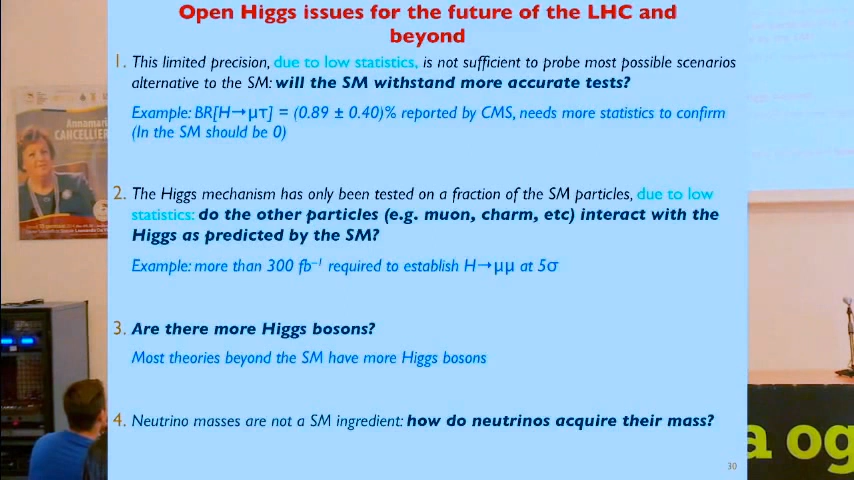 Open Higgs issues for the future of the LHC and
beyond
1. This limited precision, due to low statistics, is not sufficient to probe most possible scenarios
alternative to the SM: will the SM withstand more accurate tests?
Example: BR[H→μτ] = (0.89 ± 0.40)% reported by CMS, needs more statistics to confirm
(In the SM should be 0)
2. The Higgs mechanism has only been tested on a fraction of the SM particles, due to low
statistics: do the other particles (e.g. muon, charm, etc) interact with the
Higgs as predicted by the SM?
Example: more than 300 fb⁻¹ required to establish H→μμ at 5σ
3. Are there more Higgs bosons?
Most theories beyond the SM have more Higgs bosons
4. Neutrino masses are not a SM ingredient: how do neutrinos acquire their mass?
30
Annamaria
CANCELLIER
a og